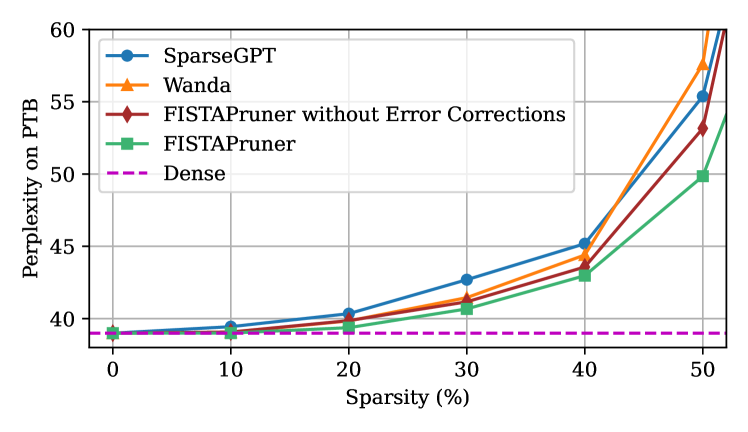 60
55
50
45
40
Perplexity on PTB
SparseGPT
Wanda
FISTAPruner without Error Corrections
FISTAPruner
Dense
0 10 20 30 40 50
Sparsity (%)